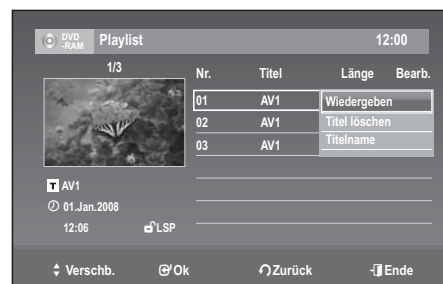 DVD -RAM Playlist 12:00
1/3
Nr. Titel Länge Bearb.
01 AV1 Wiedergeben
02 AV1 Titel löschen
03 AV1 Titelname
T AV1
01.Jan.2008
12:06 LSP
Verschb. Ok Zurück Ende